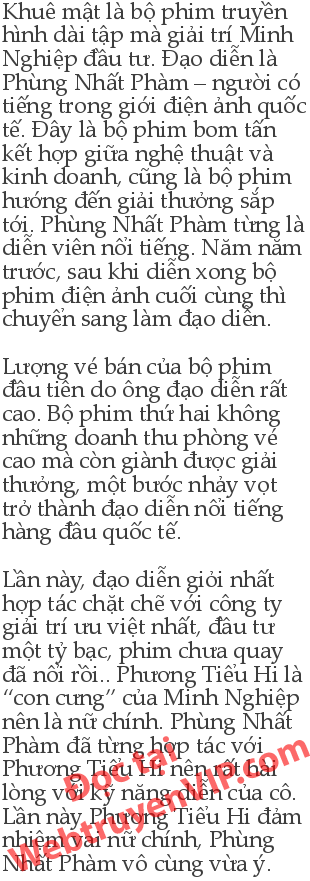 Khuê mật là bộ phim truyền
hình dài tập mà giải trí Minh
Nghiệp đầu tư. Đạo diễn là
Phùng Nhất Phàm – người có
tiếng trong giới điện ảnh quốc
tế. Đây là bộ phim bom tấn
kết hợp giữa nghệ thuật và
kinh doanh, cũng là bộ phim
hướng đến giải thưởng sắp
tới. Phùng Nhất Phàm từng là
diễn viên nổi tiếng. Năm năm
trước, sau khi diễn xong bộ
phim điện ảnh cuối cùng thì
chuyển sang làm đạo diễn.
Lượng vé bán của bộ phim
đầu tiên do ông đạo diễn rất
cao. Bộ phim thứ hai không
những doanh thu phòng vé
cao mà còn giành được giải
thưởng, một bước nhảy vọt
trở thành đạo diễn nổi tiếng
hàng đầu quốc tế.
Lần này, đạo diễn giỏi nhất
hợp tác chặt chẽ với công ty
giải trí ưu việt nhất, đầu tư
một tỷ bạc, phim chưa quay
đã nổi rồi.. Phương Tiểu Hi là
“con cưng” của Minh Nghiệp
nên là nữ chính. Phùng Nhất
Phàm đã từng hợp tác với
Phương Tiểu Hi nên rất hài
lòng với kỹ năng diễn của cô.
Lần này Phương Tiểu Hi đảm
nhiệm vai nữ chính, Phùng
Nhất Phàm vô cùng vừa ý.
Đọc tại
WebtruyenVIP.com